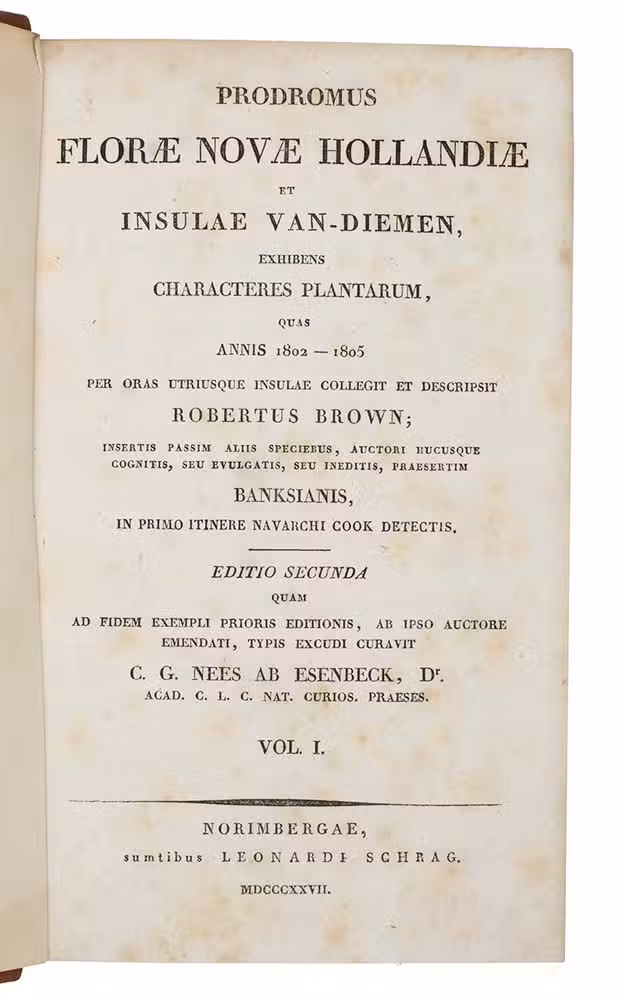 PRODROMUS
FLORÆ NOVÆ HOLLANDIÆ
ET
INSULAE VAN-DIEMEN,
EXHIBENS
CHARACTERES PLANTARUM,
QUAS
ANNIS 1802 — 1805
PER ORAS UTRIUSQUE INSULAE COLLEGIT ET DESCRIPSIT
ROBERTUS BROWN;
INSERTIS PASSIM ALIIS SPECIEBUS, AUCTORI HUCUSQUE
COGNITIS, SEU EVULGATIS, SEU INEDITIS, PRAESERTIM
BANKSIANIS,
IN PRIMO ITINERE NAVARCHI COOK DETECTIS.
EDITIO SECUNDA
QUAM
AD FIDEM EXEMPLI PRIORIS EDITIONIS, AB IPSO AUCTORE
EMENDATI, TYPIS EXCUDI CURAVIT
C. G. NEES AB ESENBECK, Dr.
ACAD. C. L. C. NAT. CURIOS. PRAESES.
VOL. I.
NORIMBERGAE,
sumtibus LEONARDI SCHRAG.
MDCCCXXVII.